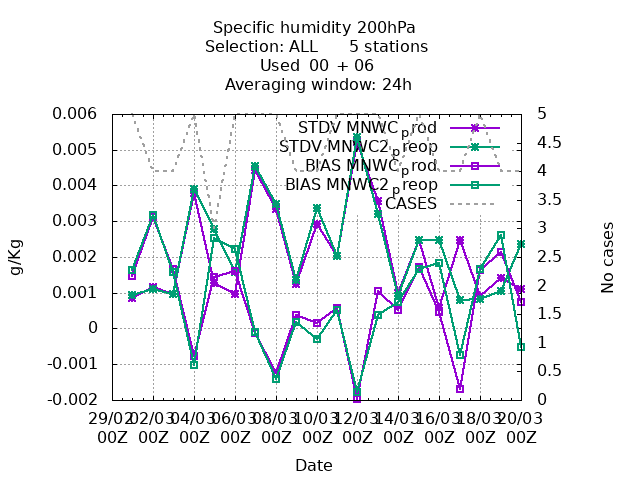 Specific humidity 200hPa
Selection: ALL 5 stations
Used 00 + 06
Averaging window: 24h
0.006
0.005
0.004
0.003
0.002
0.001
0
-0.001
-0.002
g/Kg
5
4.5
4
3.5
3
2.5
2
1.5
1
0.5
0
No cases
STDV MNWC_prod
STDV MNWC2_preop
BIAS MNWC_prod
BIAS MNWC2_preop
CASES
29/02 02/03 04/03 06/03 08/03 10/03 12/03 14/03 16/03 18/03 20/03
00Z 00Z 00Z 00Z 00Z 00Z 00Z 00Z 00Z 00Z 00Z
Date